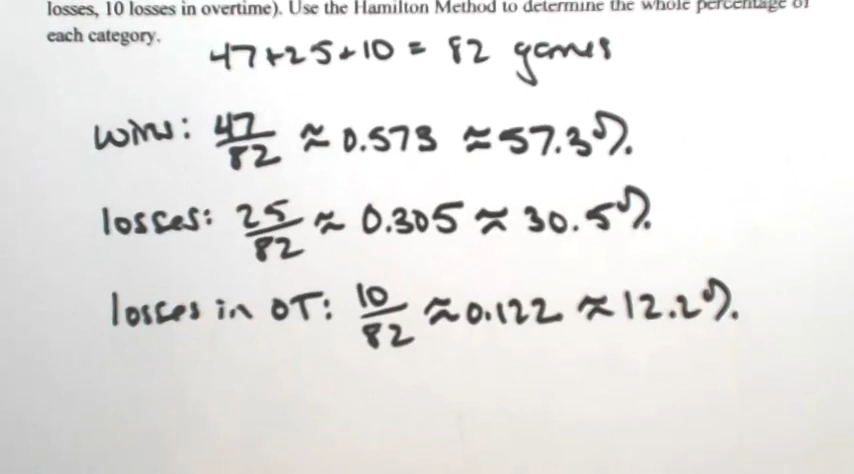 losses, 10 losses in overtime). Use the Hamilton Method to determine the whole percentage of
each category.
47+25+10 = 82 games
wins: 47/82 ≈ 0.573 ≈ 57.3%.
losses: 25/82 ≈ 0.305 ≈ 30.5%.
losses in OT: 10/82 ≈ 0.122 ≈ 12.2%.